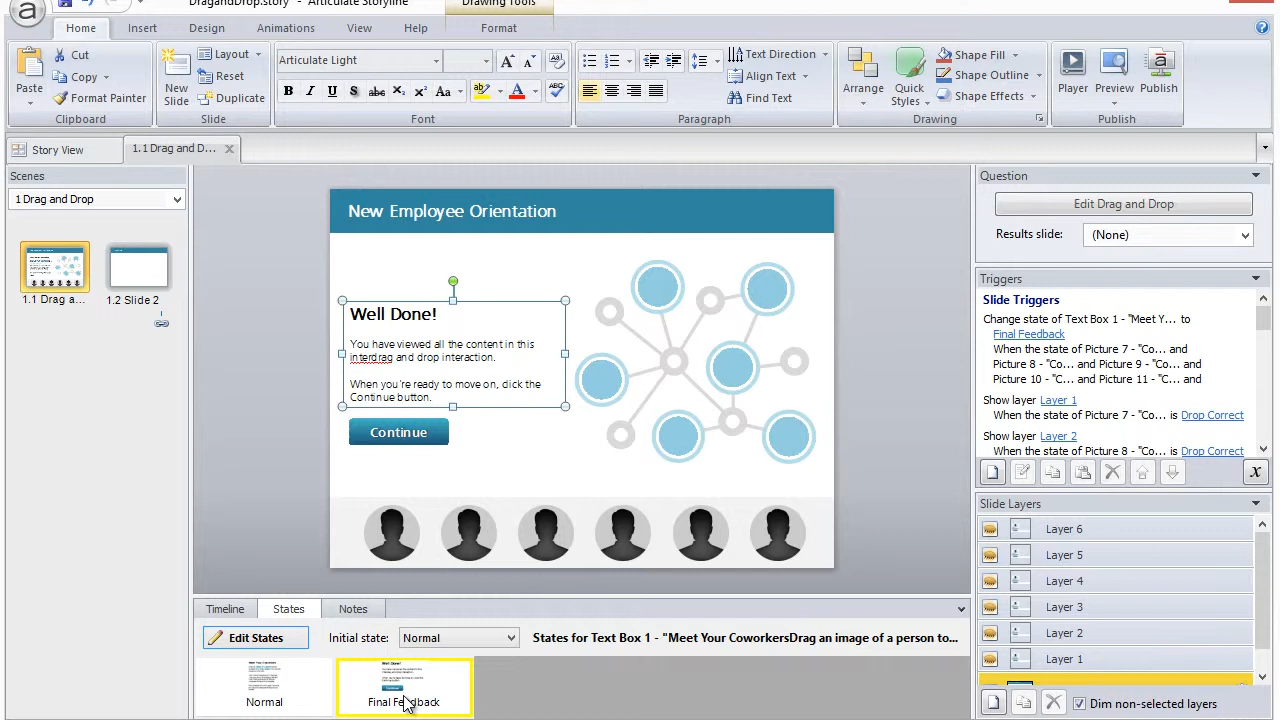 DragandDrop.story - Articulate Storyline
Drawing Tools
Home
Insert
Design
Animations
View
Help
Format
Paste
Cut
Copy
Format Painter
Clipboard
New Slide
Layout
Reset
Duplicate
Slide
Articulate Light
B I U S abc X₂ X² Aa
A
Font
Text Direction
Align Text
Find Text
Paragraph
Arrange
Quick Styles
Shape Fill
Shape Outline
Shape Effects
Drawing
Player
Preview
Publish
Publish
Story View
1.1 Drag and D...
Scenes
1 Drag and Drop
1.1 Drag a...
1.2 Slide 2
New Employee Orientation
Well Done!
You have viewed all the content in this
interdrag and drop interaction.
When you're ready to move on, click the
Continue button.
Continue
Question
Edit Drag and Drop
Results slide:
(None)
Triggers
Slide Triggers
Change state of Text Box 1 - "Meet Y... to
Final Feedback
When the state of Picture 7 - "Co... and
Picture 8 - "Co... and Picture 9 - "Co... and
Picture 10 - "C... and Picture 11 - "C... and
Show layer Layer 1
When the state of Picture 7 - "Co... is Drop Correct
Show layer Layer 2
When the state of Picture 8 - "Co... is Drop Correct
x
Slide Layers
Layer 6
Layer 5
Layer 4
Layer 3
Layer 2
Layer 1
Dim non-selected layers
Timeline
States
Notes
Edit States
Initial state:
Normal
States for Text Box 1 - "Meet Your CoworkersDrag an image of a person to...
Normal
Well Done!
Final Feedback